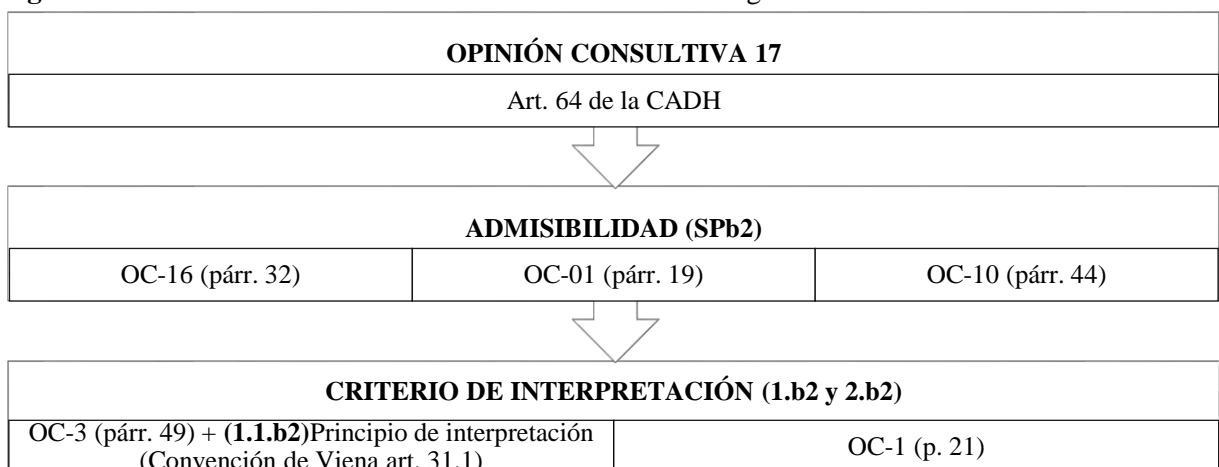 OPINIÓN CONSULTIVA 17
Art. 64 de la CADH
ADMISIBILIDAD (SPb2)
OC-16 (párr. 32)
OC-01 (párr. 19)
OC-10 (párr. 44)
CRITERIO DE INTERPRETACIÓN (1.b2 y 2.b2)
OC-3 (párr. 49) + (1.1.b2)Principio de interpretación
(Convención de Viena art. 31.1)
OC-1 (p. 21)